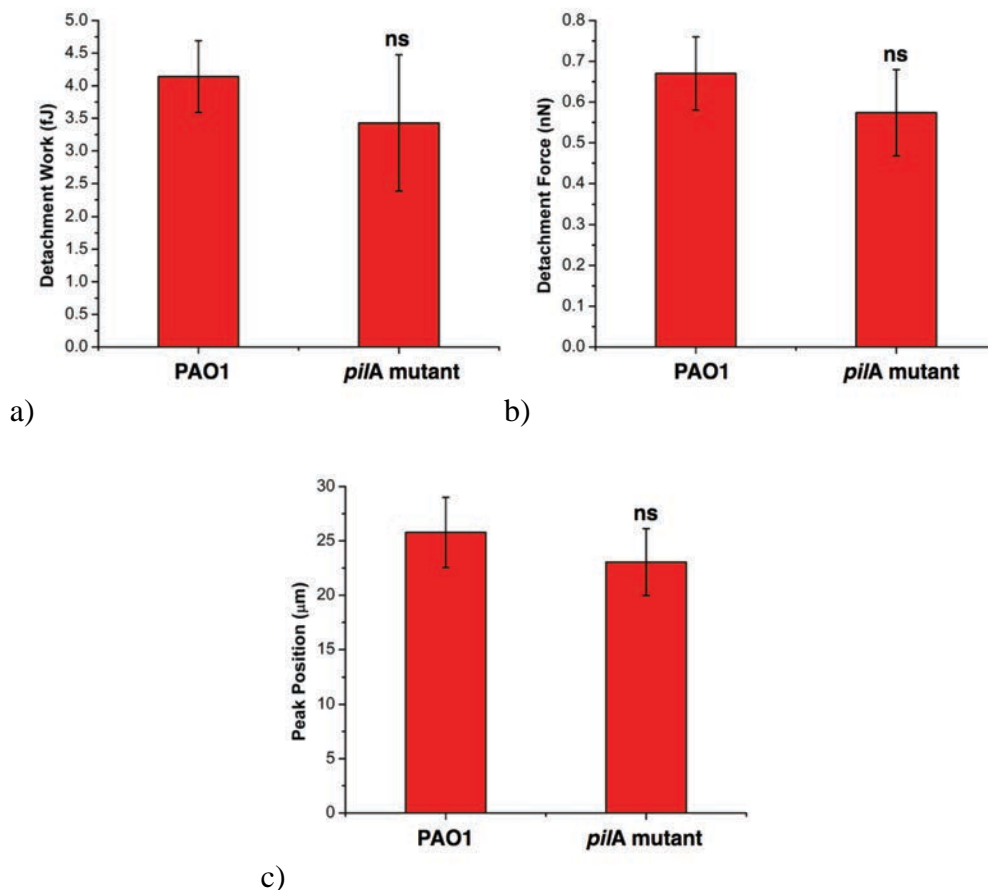 5.0
4.5
4.0
3.5
3.0
2.5
2.0
1.5
1.0
0.5
0.0
Detachment Work (fJ)
ns
PAO1
pilA mutant
a)
0.8
0.7
0.6
0.5
0.4
0.3
0.2
0.1
0.0
Detachment Force (nN)
ns
PAO1
pilA mutant
b)
30
25
20
15
10
5
0
Peak Position (μm)
ns
PAO1
pilA mutant
c)